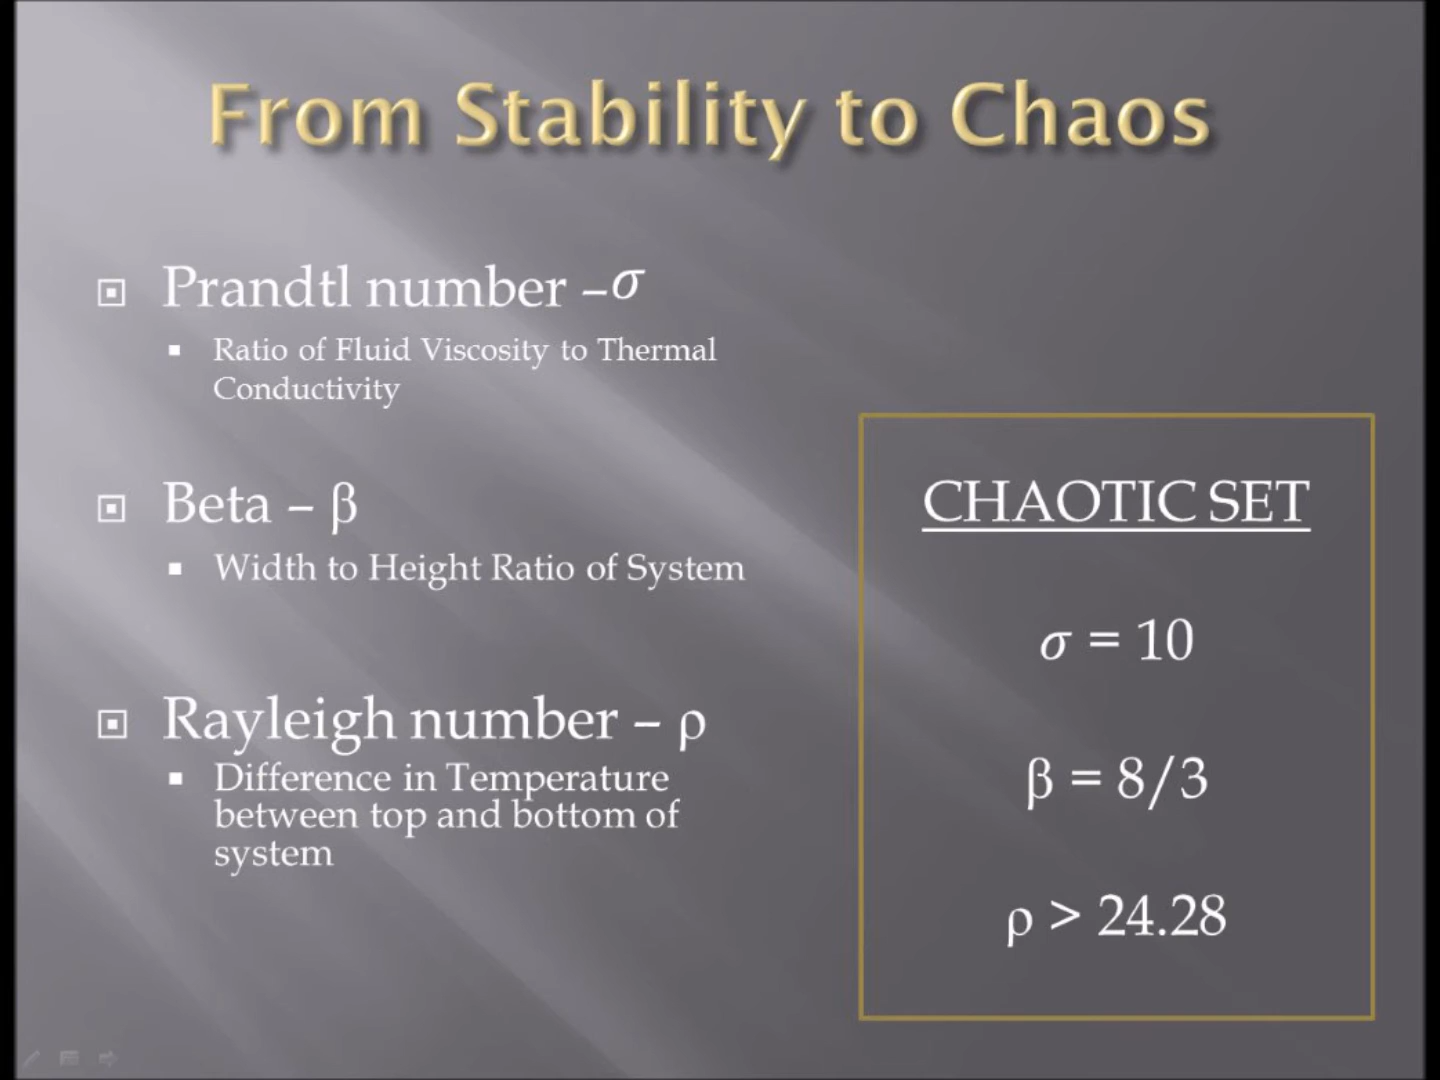 From Stability to Chaos
Prandtl number –σ
Ratio of Fluid Viscosity to Thermal
Conductivity
Beta – β
Width to Height Ratio of System
Rayleigh number – ρ
Difference in Temperature
between top and bottom of
system
CHAOTIC SET
σ = 10
β = 8/3
ρ > 24.28